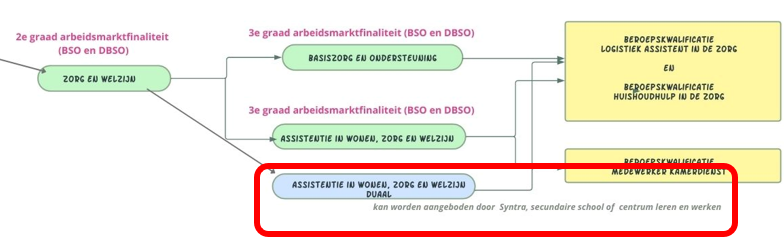 2e graad arbeidsmarktfinaliteit
(BSO en DBSO)
ZORG EN WELZIJN
3e graad arbeidsmarktfinaliteit (BSO en DBSO)
BASISZORG EN ONDERSTEUNING
3e graad arbeidsmarktfinaliteit (BSO en DBSO)
ASSISTENTIE IN WONEN, ZORG EN WELZIJN
ASSISTENTIE IN WONEN, ZORG EN WELZIJN
DUAAL
kan worden aangeboden door Syntra, secundaire school of centrum leren en werken
BEROEPSKWALIFICATIE
LOGISTIEK ASSISTENT IN DE ZORG
EN
BEROEPSKWALIFICATIE
HUISHOUDHULP IN DE ZORG
BEROEPSKWALIFICATIE
MEDEWERKER KAMERDIENST